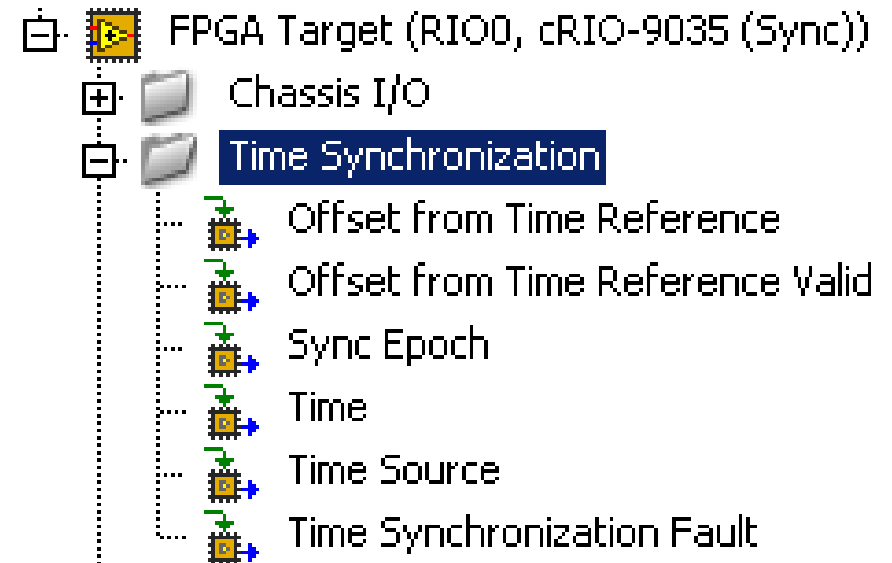 FPGA Target (RIO0, cRIO-9035 (Sync))
Chassis I/O
Time Synchronization
Offset from Time Reference
Offset from Time Reference Valid
Sync Epoch
Time
Time Source
Time Synchronization Fault